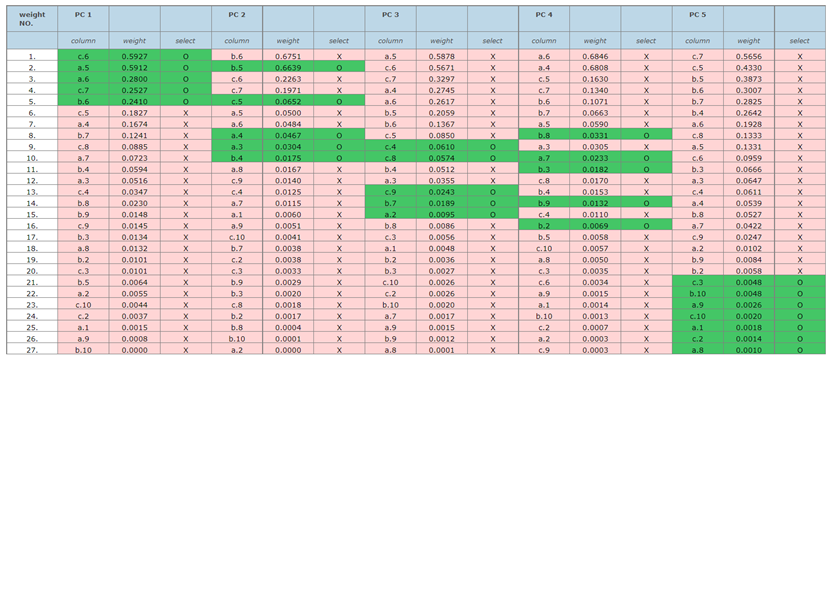 weight NO. PC 1 PC 2 PC 3 PC 4 PC 5
column weight select column weight select column weight select column weight select column weight select
1. c.6 0.5927 O b.6 0.6751 X a.5 0.5878 X a.6 0.6846 X c.7 0.5656 X
2. a.5 0.5912 O b.5 0.6639 O c.6 0.5671 X a.4 0.6808 X c.5 0.4330 X
3. a.6 0.2800 O c.6 0.2263 X c.7 0.3297 X c.5 0.1630 X b.5 0.3873 X
4. c.7 0.2527 O c.7 0.1971 X a.4 0.2745 X c.7 0.1340 X b.6 0.3007 X
5. b.6 0.2410 O c.5 0.0652 O a.6 0.2617 X b.6 0.1071 X b.7 0.2825 X
6. c.5 0.1827 X a.5 0.0500 X b.5 0.2059 X b.7 0.0663 X b.4 0.2642 X
7. a.4 0.1674 X a.6 0.0484 X b.6 0.1367 X a.5 0.0590 X a.6 0.1928 X
8. b.7 0.1241 X a.4 0.0467 O c.5 0.0850 X b.8 0.0331 O c.8 0.1333 X
9. c.8 0.0885 X a.3 0.0304 O c.4 0.0610 O a.3 0.0305 X a.5 0.1331 X
10. a.7 0.0723 X b.4 0.0175 O c.8 0.0574 O a.7 0.0233 O c.6 0.0959 X
11. b.4 0.0594 X a.8 0.0167 X b.4 0.0512 X b.3 0.0182 O b.3 0.0666 X
12. a.3 0.0516 X c.9 0.0140 X a.3 0.0355 X c.8 0.0170 X a.3 0.0647 X
13. c.4 0.0347 X c.4 0.0125 X c.9 0.0243 O b.4 0.0153 X c.4 0.0611 X
14. b.8 0.0230 X a.7 0.0115 X b.7 0.0189 O b.9 0.0132 O a.4 0.0539 X
15. b.9 0.0148 X a.1 0.0060 X a.2 0.0095 O c.4 0.0110 X b.8 0.0527 X
16. c.9 0.0145 X a.9 0.0051 X b.8 0.0086 X b.2 0.0069 O a.7 0.0422 X
17. b.3 0.0134 X c.10 0.0041 X c.3 0.0056 X b.5 0.0058 X c.9 0.0247 X
18. a.8 0.0132 X b.7 0.0038 X a.1 0.0048 X c.10 0.0057 X a.2 0.0102 X
19. b.2 0.0101 X c.2 0.0038 X b.2 0.0036 X a.8 0.0050 X b.9 0.0084 X
20. c.3 0.0101 X c.3 0.0033 X b.3 0.0027 X c.3 0.0035 X b.2 0.0058 X
21. b.5 0.0064 X b.9 0.0029 X c.10 0.0026 X c.6 0.0034 X c.3 0.0048 O
22. a.2 0.0055 X b.3 0.0020 X c.2 0.0026 X a.9 0.0015 X b.10 0.0048 O
23. c.10 0.0044 X c.8 0.0018 X b.10 0.0020 X a.1 0.0014 X a.9 0.0026 O
24. c.2 0.0037 X b.2 0.0017 X a.7 0.0017 X b.10 0.0013 X c.10 0.0020 O
25. a.1 0.0015 X b.8 0.0004 X a.9 0.0015 X c.2 0.0007 X a.1 0.0018 O
26. a.9 0.0008 X b.10 0.0001 X b.9 0.0012 X a.2 0.0003 X c.2 0.0014 O
27. b.10 0.0000 X a.2 0.0000 X a.8 0.0001 X c.9 0.0003 X a.8 0.0010 O